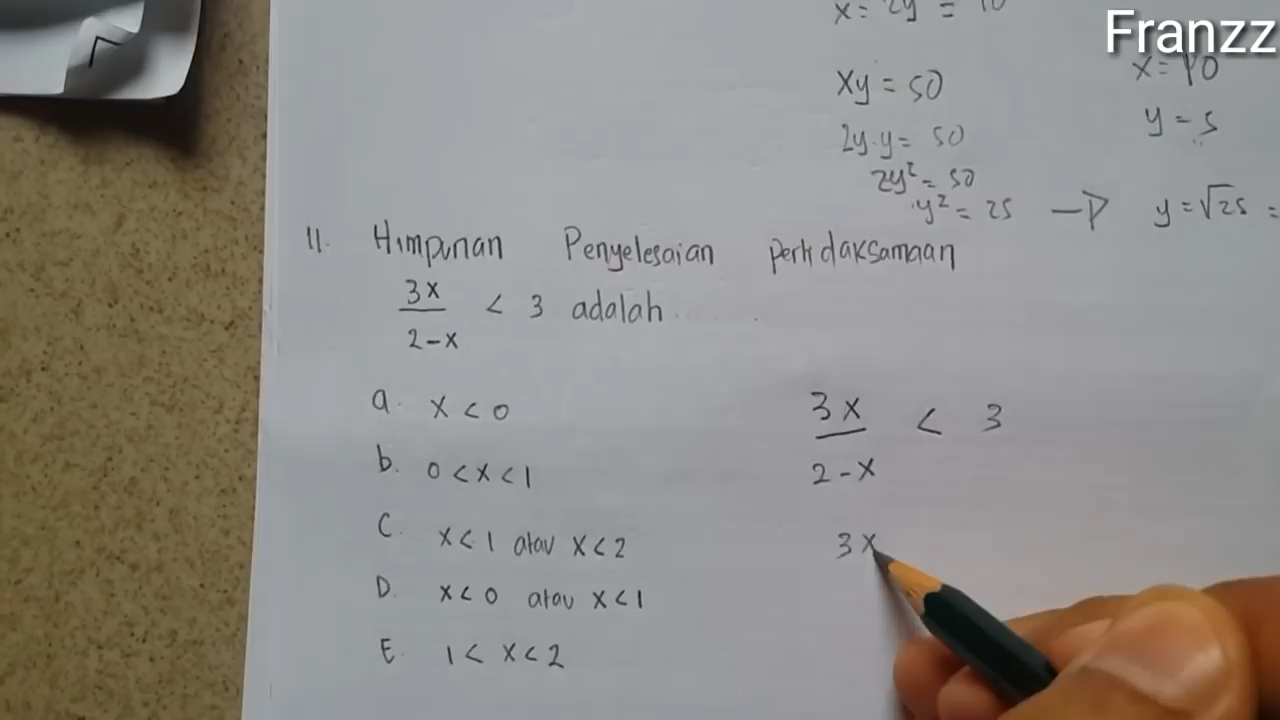 x = 2y = 10
Franzz
x = 10
xy = 50
y = 5
2y.y = 50
2y² = 50
y² = 25 → y = √25 =
11. Himpunan Penyelesaian pertidaksamaan
3x
< 3 adalah
2-x
a. x < 0
3x
< 3
b. 0 < x < 1
2-x
C. x < 1 atau x < 2
3x
D. x < 0 atau x < 1
E. 1 < x < 2